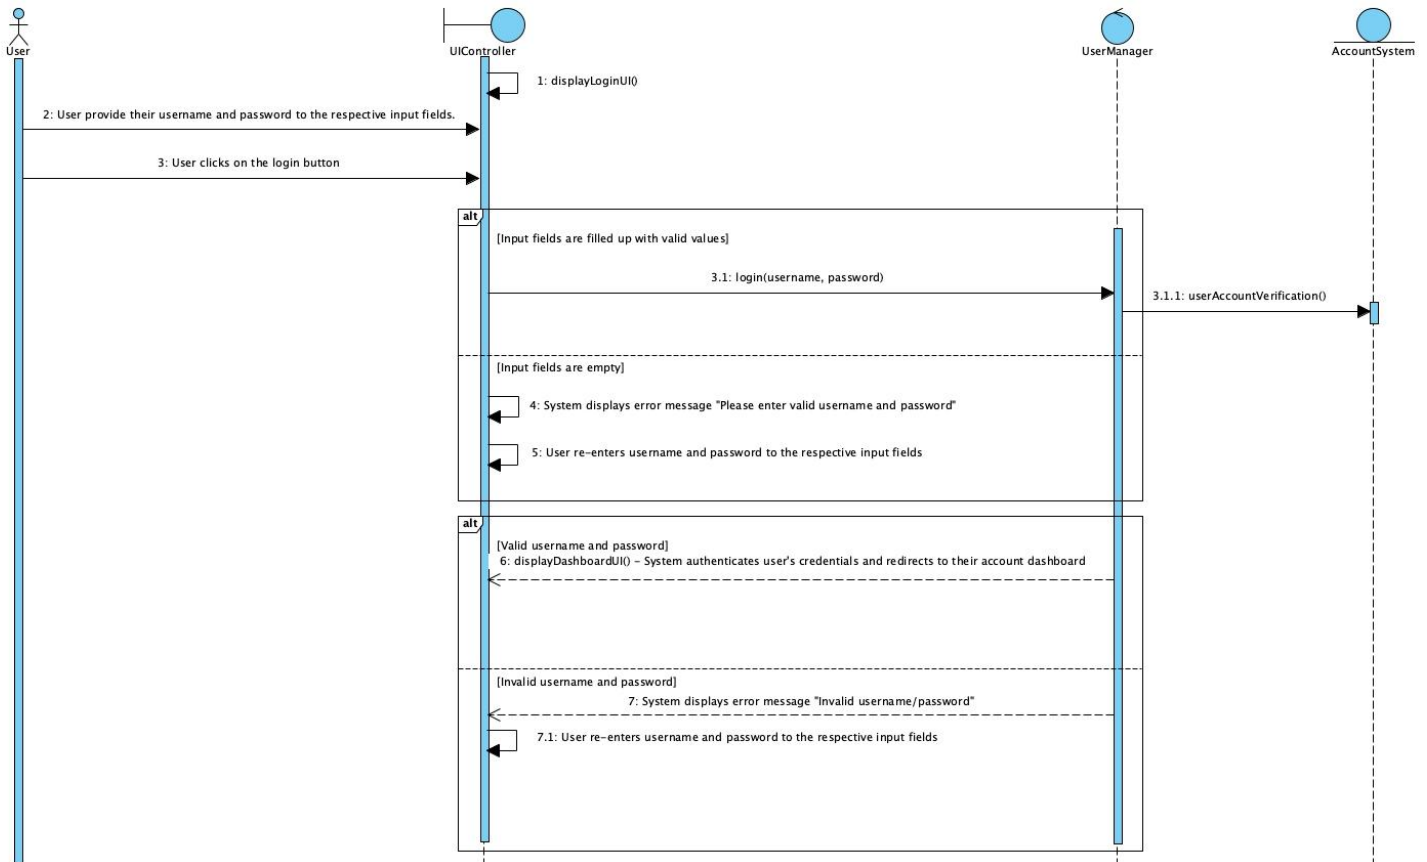 User
UIController
UserManager
AccountSystem
1: displayLoginUI()
2: User provide their username and password to the respective input fields.
3: User clicks on the login button
alt
[Input fields are filled up with valid values]
3.1: login(username, password)
3.1.1: userAccountVerification()
[Input fields are empty]
4: System displays error message "Please enter valid username and password"
5: User re-enters username and password to the respective input fields
alt
[Valid username and password]
6: displayDashboardUI() - System authenticates user's credentials and redirects to their account dashboard
[Invalid username and password]
7: System displays error message "Invalid username/password"
7.1: User re-enters username and password to the respective input fields